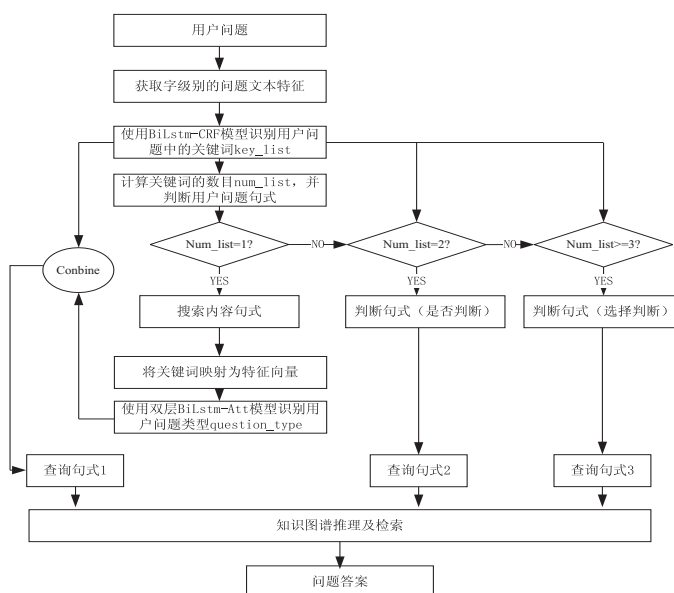 用户问题
获取字级别的问题文本特征
使用BiLstm-CRF模型识别用户问
题中的关键词key_list
计算关键词的数目num_list，并
判断用户问题句式
Num_list=1?
NO
Num_list=2?
NO
Num_list>=3?
Conbine
YES
YES
YES
搜索内容句式
判断句式（是否判断）
判断句式（选择判断）
将关键词映射为特征向量
使用双层BiLstm-Att模型识别用
户问题类型question_type
查询句式1
查询句式2
查询句式3
知识图谱推理及检索
问题答案